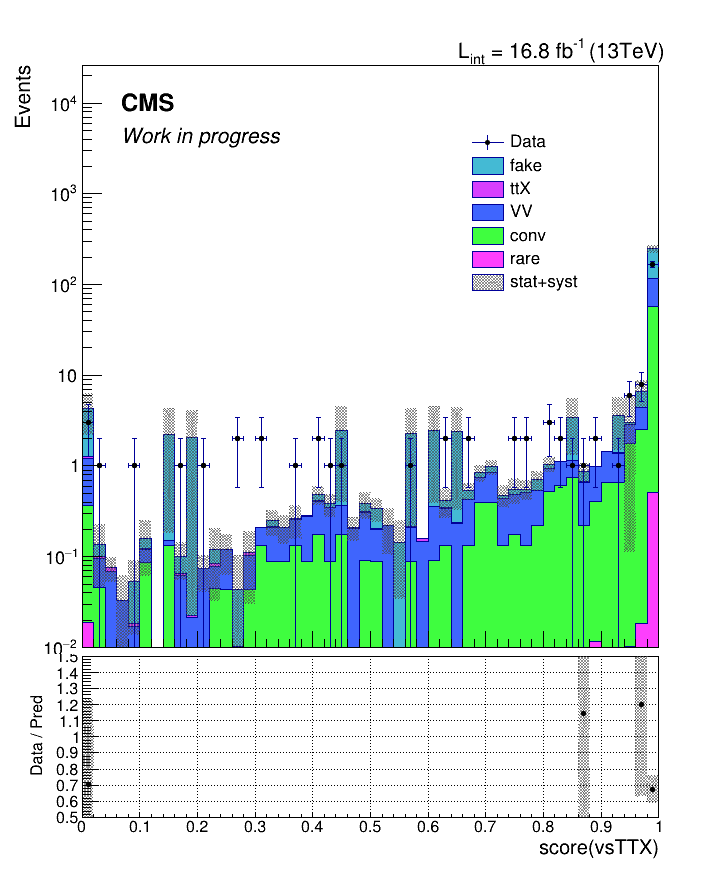 L_int = 16.8 fb^-1 (13TeV)
Events
CMS
Work in progress
Data
fake
ttX
VV
conv
rare
stat+syst
10^4
10^3
10^2
10
1
10^-1
10^-2
Data / Pred
1.5
1.4
1.3
1.2
1.1
1
0.9
0.8
0.7
0.6
0.5
0 0.1 0.2 0.3 0.4 0.5 0.6 0.7 0.8 0.9 1
score(vsTTX)